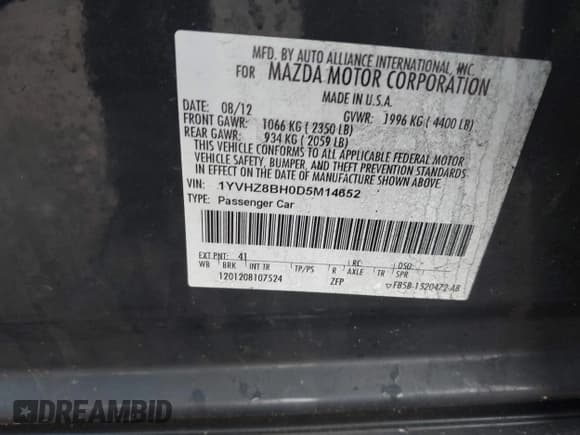 MFD. BY AUTO ALLIANCE INTERNATIONAL, INC.
FOR MAZDA MOTOR CORPORATION
MADE IN U.S.A.
DATE: 08/12 GVWR: 1996 KG ( 4400 LB)
FRONT GAWR: 1066 KG ( 2350 LB)
REAR GAWR: 934 KG ( 2059 LB)
THIS VEHICLE CONFORMS TO ALL APPLICABLE FEDERAL MOTOR
VEHICLE SAFETY, BUMPER, AND THEFT PREVENTION STANDARDS
IN EFFECT ON THE DATE OF MANUFACTURE SHOWN ABOVE.
VIN: 1YVHZ8BH0D5M14652
TYPE: Passenger Car
EXT PNT: 41 RC: DSO:
WB BRK INT TR TP/PS R AXLE TR SPR
1201208107524 ZFP F85B-1520472-AB
DREAMBID